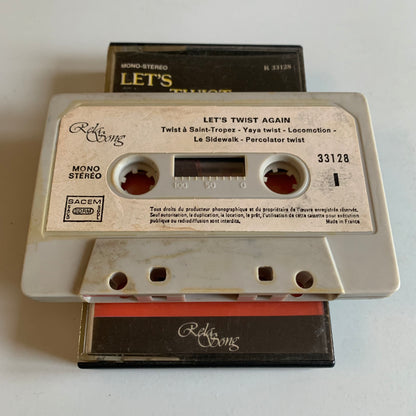 MONO-STEREO
K 33128
LET'S
TWIST
Rela Song
LET'S TWIST AGAIN
Twist à Saint-Tropez - Yaya twist - Locomotion -
Le Sidewalk - Percolator twist
MONO
STÉRÉO
33128
I
100 50 0
SACEM
SDRM
Tous droits du producteur phonographique et du propriétaire de l'œuvre enregistrée réservés.
Sauf autorisation, la duplication, la location, le prêt, l'utilisation de cette cassette pour exécution
publique ou radiodiffusion sont interdits.
Made in France
Rela Song